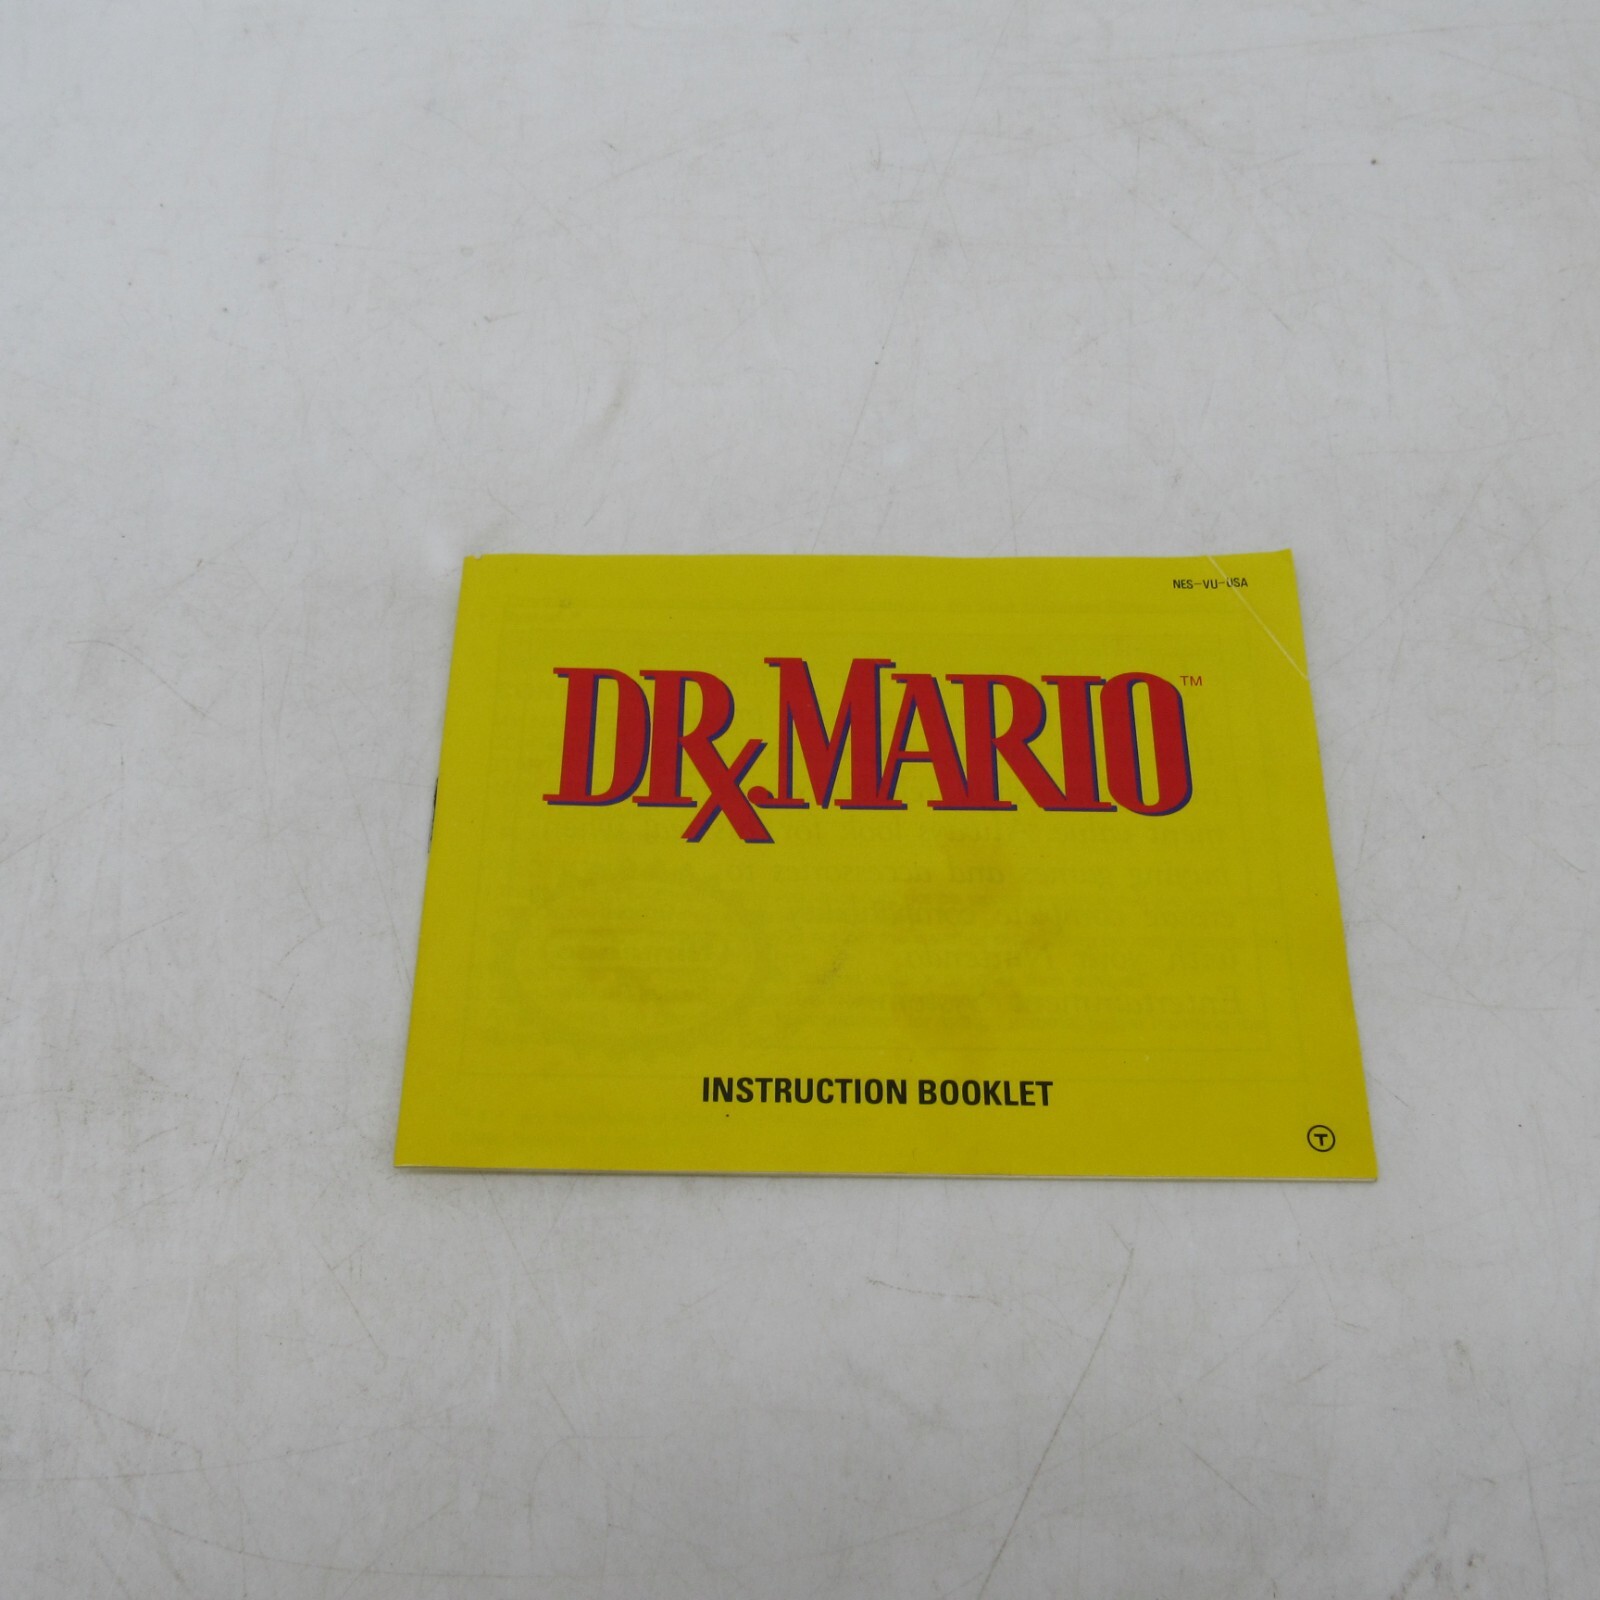 NES-VU-USA
DR. MARIO™
INSTRUCTION BOOKLET
T